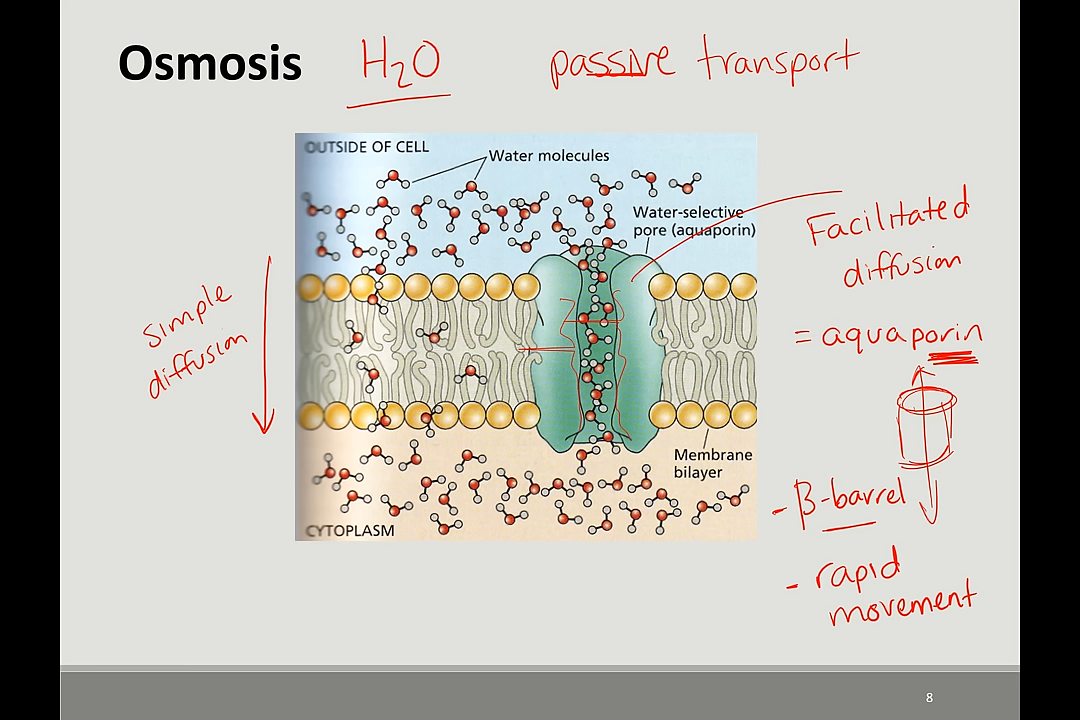 Osmosis H₂O passive transport
OUTSIDE OF CELL
Water molecules
Water-selective
pore (aquaporin)
Facilitated
diffusion
simple
diffusion
= aquaporin
Membrane
bilayer
- β-barrel
CYTOPLASM
- rapid
movement
8